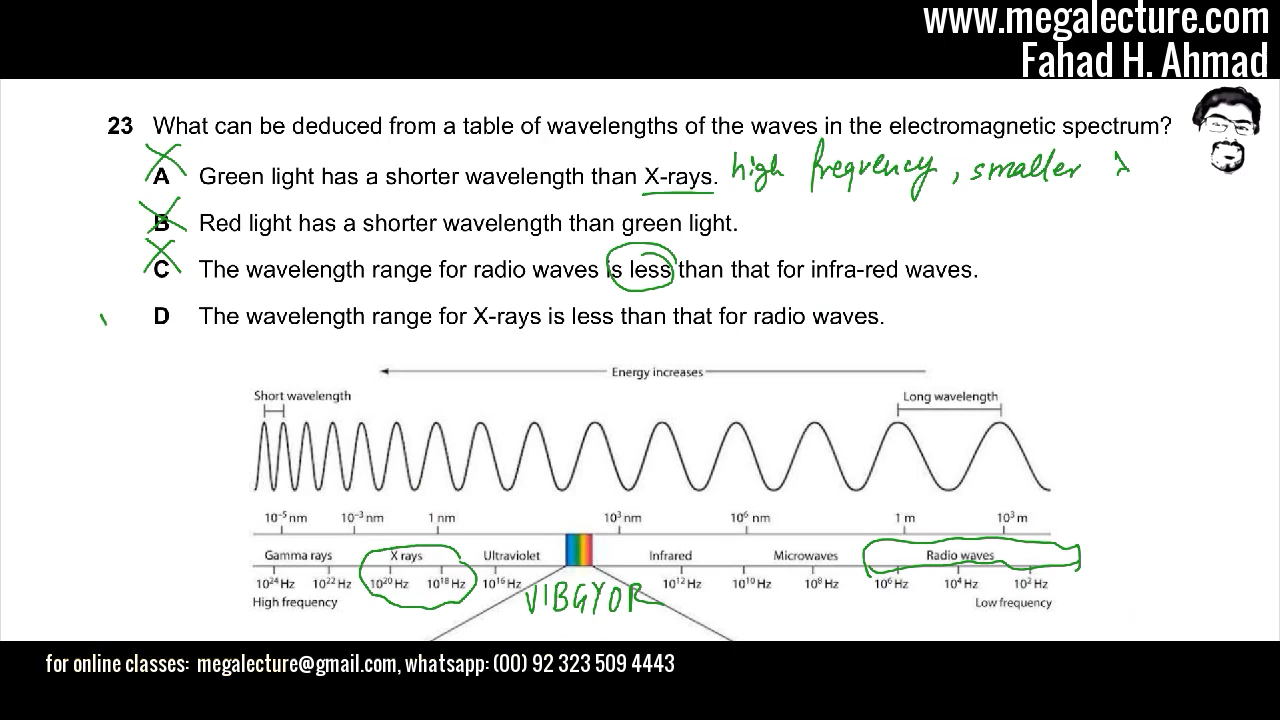 www.megalecture.com
Fahad H. Ahmad
23 What can be deduced from a table of wavelengths of the waves in the electromagnetic spectrum?
A Green light has a shorter wavelength than X-rays. high frequency, smaller λ
B Red light has a shorter wavelength than green light.
C The wavelength range for radio waves is less than that for infra-red waves.
D The wavelength range for X-rays is less than that for radio waves.
Energy increases
Short wavelength Long wavelength
10⁻⁵ nm 10⁻³ nm 1 nm 10³ nm 10⁶ nm 1 m 10³ m
Gamma rays X rays Ultraviolet Infrared Microwaves Radio waves
10²⁴ Hz 10²² Hz 10²⁰ Hz 10¹⁸ Hz 10¹⁶ Hz 10¹² Hz 10¹⁰ Hz 10⁸ Hz 10⁶ Hz 10⁴ Hz 10² Hz
High frequency VIBGYOR Low frequency
for online classes: megalecture@gmail.com, whatsapp: (00) 92 323 509 4443